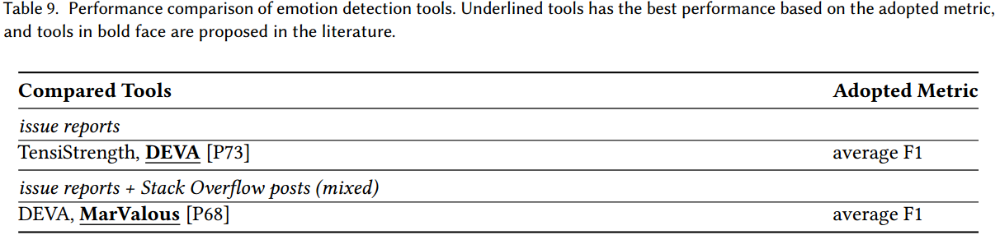 Table 9. Performance comparison of emotion detection tools. Underlined tools has the best performance based on the adopted metric,
and tools in bold face are proposed in the literature.
Compared Tools Adopted Metric
issue reports
TensiStrength, DEVA [P73] average F1
issue reports + Stack Overflow posts (mixed)
DEVA, MarValous [P68] average F1